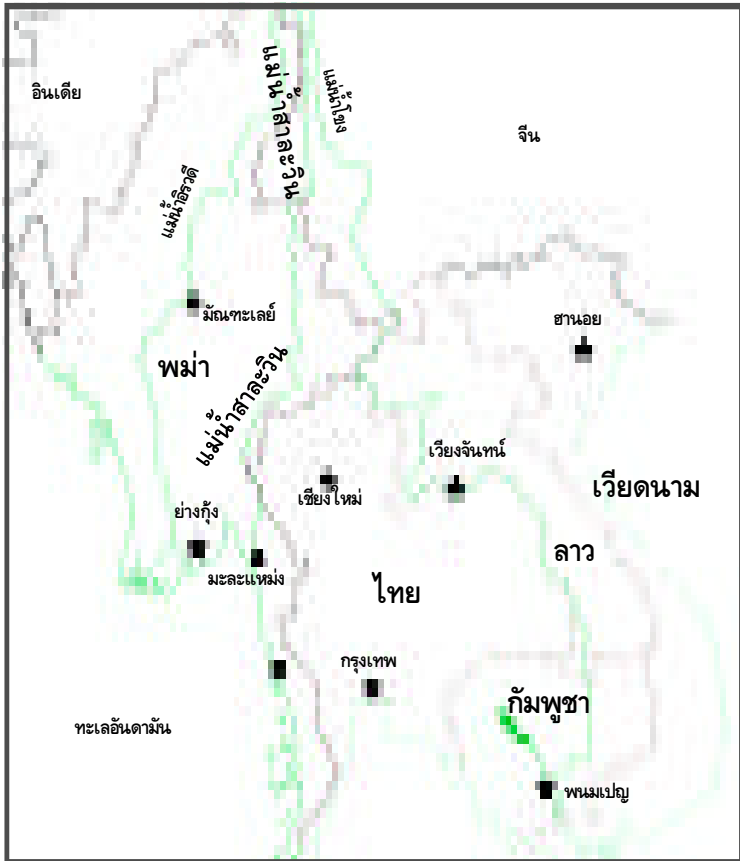 แม่น้ำสาละวิน
แม่น้ำโขง
อินเดีย
จีน
แม่น้ำอิรวดี
มัณฑะเลย์
ฮานอย
พม่า
แม่น้ำสาละวิน
เวียงจันทน์
เชียงใหม่
เวียดนาม
ย่างกุ้ง
ลาว
มะละแหม่ง
ไทย
กรุงเทพ
กัมพูชา
ทะเลอันดามัน
พนมเปญ